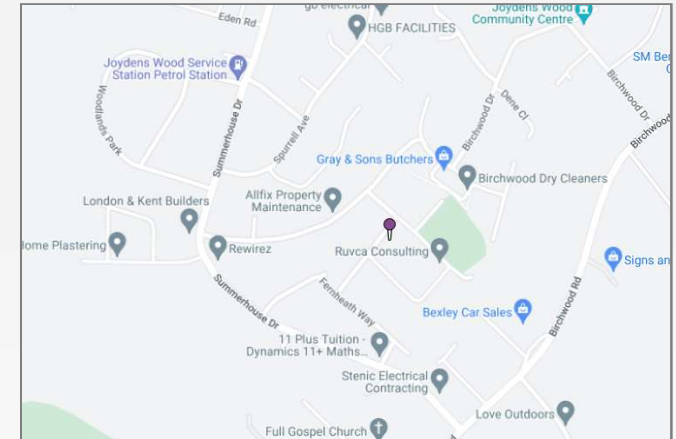 gb electrical
Joydens Wood
Community Centre
Eden Rd
HGB FACILITIES
Joydens Wood Service
Station Petrol Station
SM Be
Woodlands Park
Summerhouse Dr
Spurrell Ave
Birchwood Dr
Dene Cl
Birchwood Dr
Birchwood
Gray & Sons Butchers
Birchwood Dry Cleaners
London & Kent Builders
Allfix Property
Maintenance
ome Plastering
Rewirez
Ruvca Consulting
Signs an
Summerhouse Dr
Fernheath Way
Bexley Car Sales
Birchwood Rd
11 Plus Tuition -
Dynamics 11+ Maths...
Stenic Electrical
Contracting
Love Outdoors
Full Gospel Church